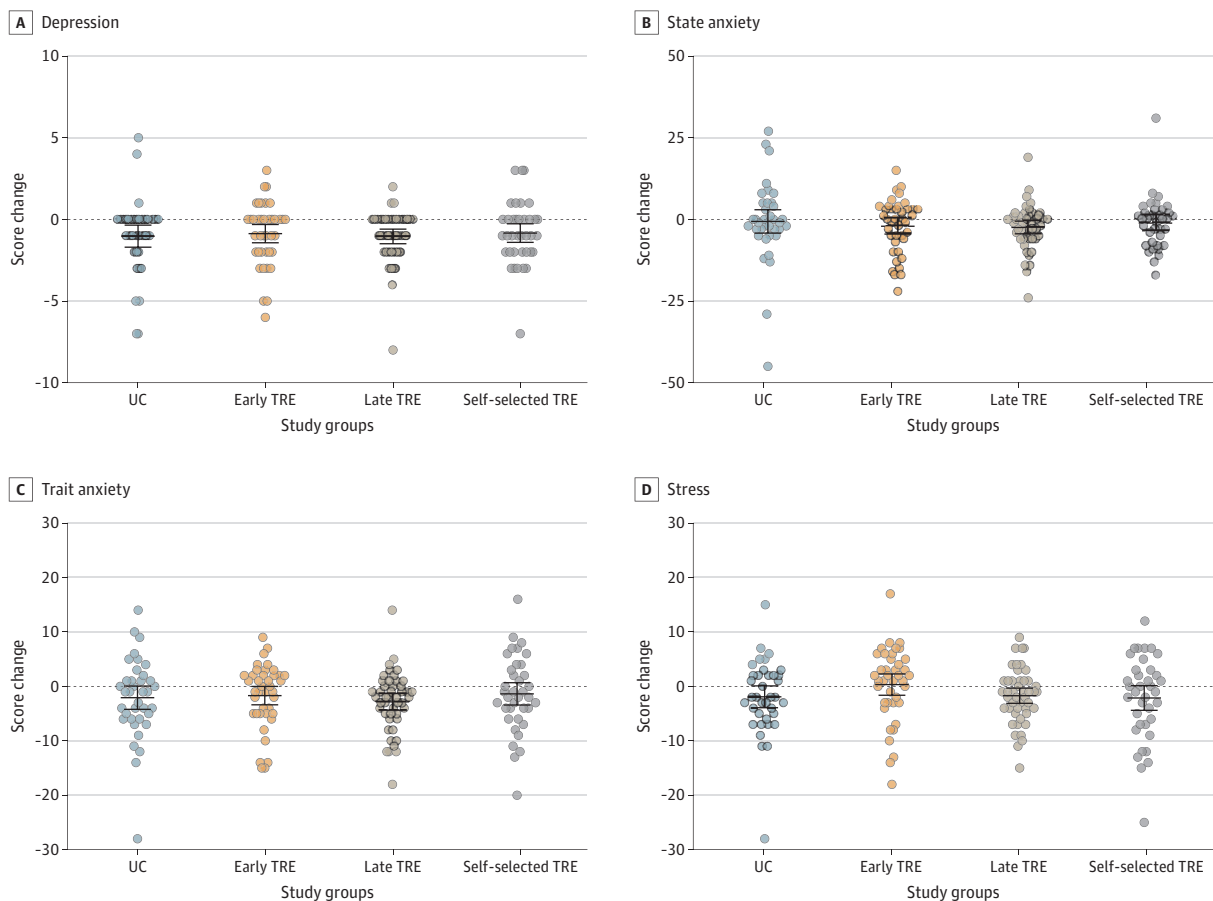 A Depression
10
5
0
-5
-10
Score change
UC Early TRE Late TRE Self-selected TRE
Study groups
B State anxiety
50
25
0
-25
-50
Score change
UC Early TRE Late TRE Self-selected TRE
Study groups
C Trait anxiety
30
20
10
0
-10
-20
-30
Score change
UC Early TRE Late TRE Self-selected TRE
Study groups
D Stress
30
20
10
0
-10
-20
-30
Score change
UC Early TRE Late TRE Self-selected TRE
Study groups